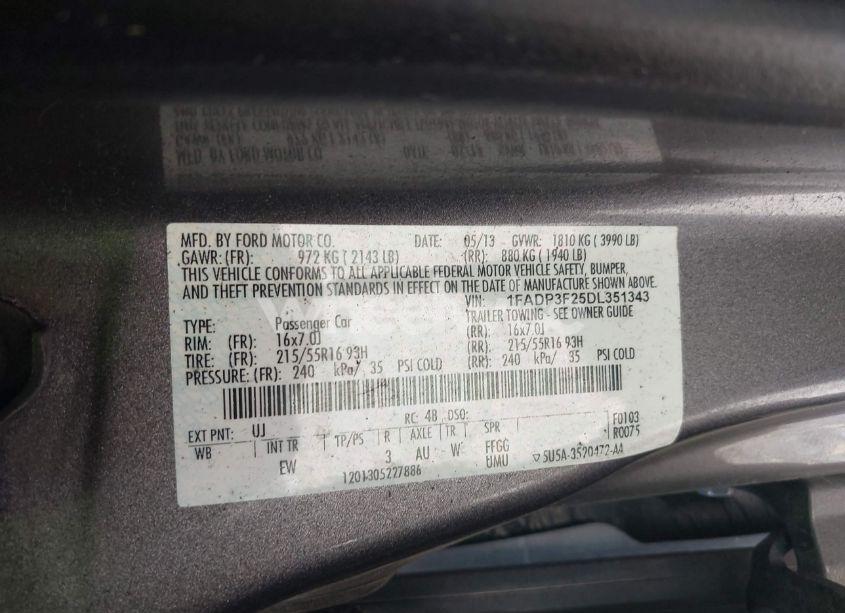 MFD. BY FORD MOTOR CO. DATE: 05/13 GVWR: 1810 KG ( 3990 LB)
GAWR: (FR): 972 KG ( 2143 LB) (RR): 880 KG ( 1940 LB)
THIS VEHICLE CONFORMS TO ALL APPLICABLE FEDERAL MOTOR VEHICLE SAFETY, BUMPER,
AND THEFT PREVENTION STANDARDS IN EFFECT ON THE DATE OF MANUFACTURE SHOWN ABOVE.
VIN: 1FADP3F25DL351343
TYPE: Passenger Car TRAILER TOWING - SEE OWNER GUIDE
RIM: (FR): 16x7.0J (RR): 16x7.0J
TIRE: (FR): 215/55R16 93H (RR): 215/55R16 93H
PRESSURE: (FR): 240 kPa/ 35 PSI COLD (RR): 240 kPa/ 35 PSI COLD
RC: 48 DSO: F0103
EXT PNT: UJ R0075
WB INT TR TP/PS R AXLE TR SPR
EW 3 AU W FFGG
UMU
1201305227886 5U5A-3520472-AA